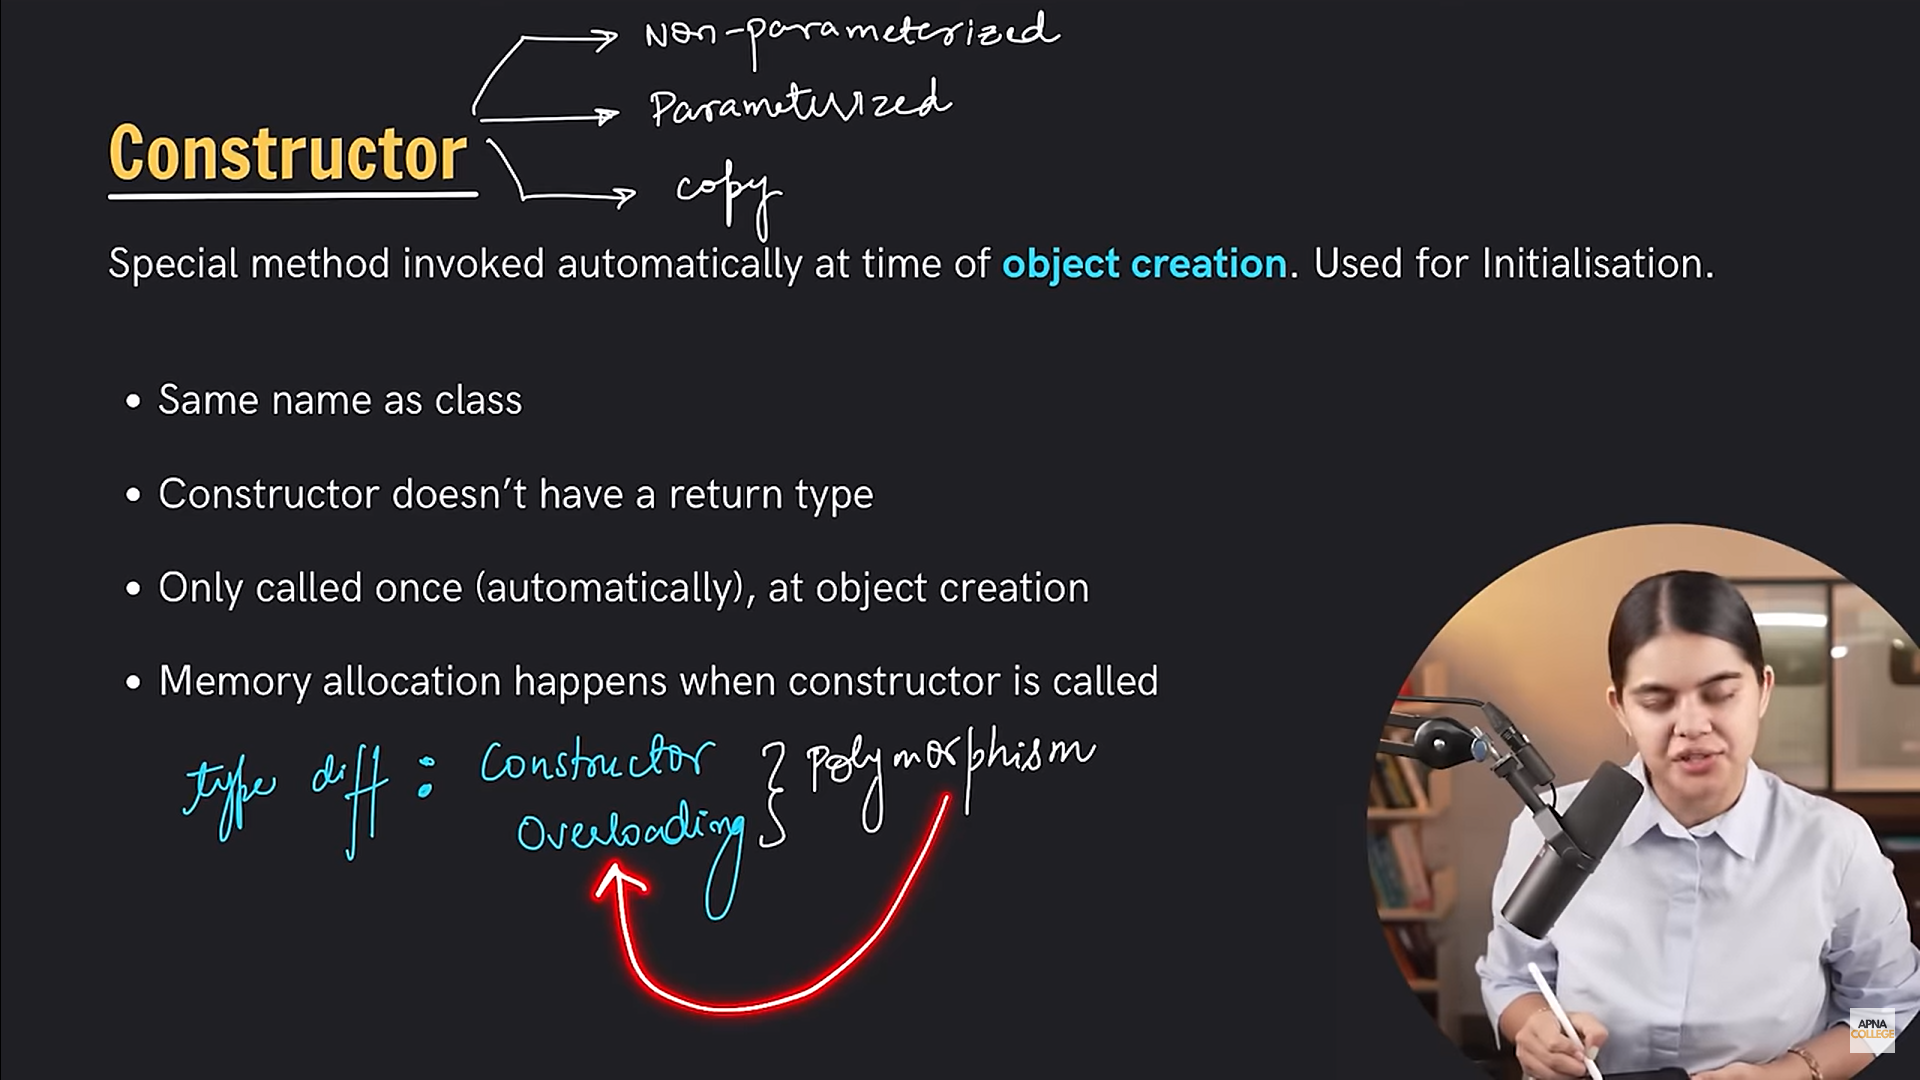 Non-parameterized
Parameterized
Constructor
copy
Special method invoked automatically at time of object creation. Used for Initialisation.
• Same name as class
• Constructor doesn’t have a return type
• Only called once (automatically), at object creation
• Memory allocation happens when constructor is called
type diff : Constructor Overloading } Polymorphism
APNA
COLLEGE